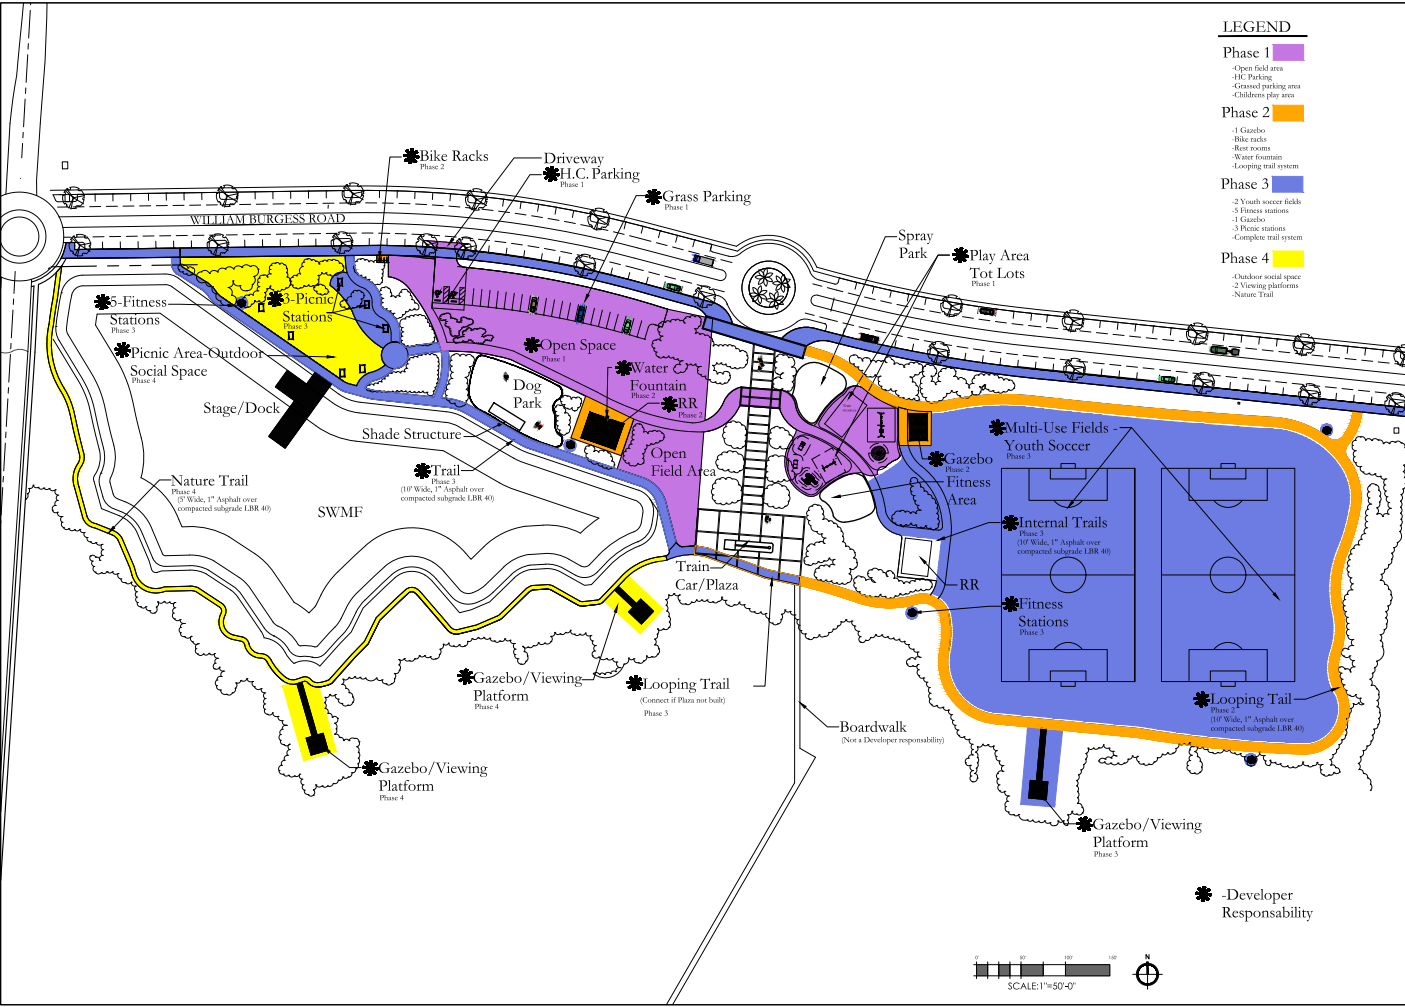 LEGEND
Phase 1
-Open field area
-HC Parking
-Grassed parking area
-Childrens play area
Phase 2
-1 Gazebo
-Bike racks
-Rest rooms
-Water fountain
-Looping trail system
Phase 3
-2 Youth soccer fields
-5 Fitness stations
-1 Gazebo
-3 Picnic stations
-Complete trail system
Phase 4
-Outdoor social space
-2 Viewing platforms
-Nature Trail
Bike Racks
Phase 2
Driveway
H.C. Parking
Phase 1
Grass Parking
Phase 1
WILLIAM BURGESS ROAD
Spray
Park
Play Area
Tot Lots
Phase 1
5-Fitness
Stations
Phase 3
3-Picnic
Stations
Phase 3
Picnic Area-Outdoor
Social Space
Phase 4
Open Space
Phase 1
Water
Fountain
Phase 2
RR
Phase 2
Dog
Park
Stage/Dock
Shade Structure
Open
Field Area
Trail
Phase 3
(10' Wide, 1" Asphalt over
compacted subgrade LBR 40)
Nature Trail
Phase 4
(5' Wide, 1" Asphalt over
compacted subgrade LBR 40)
SWMF
Gazebo
Phase 2
Fitness
Area
Multi-Use Fields -
Youth Soccer
Phase 3
Internal Trails
Phase 3
(10' Wide, 1" Asphalt over
compacted subgrade LBR 40)
Train
Car/Plaza
RR
Fitness
Stations
Phase 3
Gazebo/Viewing
Platform
Phase 4
Looping Trail
(Connect if Plaza not built)
Phase 3
Looping Tail
Phase 2
(10' Wide, 1" Asphalt over
compacted subgrade LBR 40)
Boardwalk
(Not a Developer responsability)
Gazebo/Viewing
Platform
Phase 4
Gazebo/Viewing
Platform
Phase 3
-Developer
Responsability
0' 50' 100' 150'
SCALE:1"=50'-0"
N